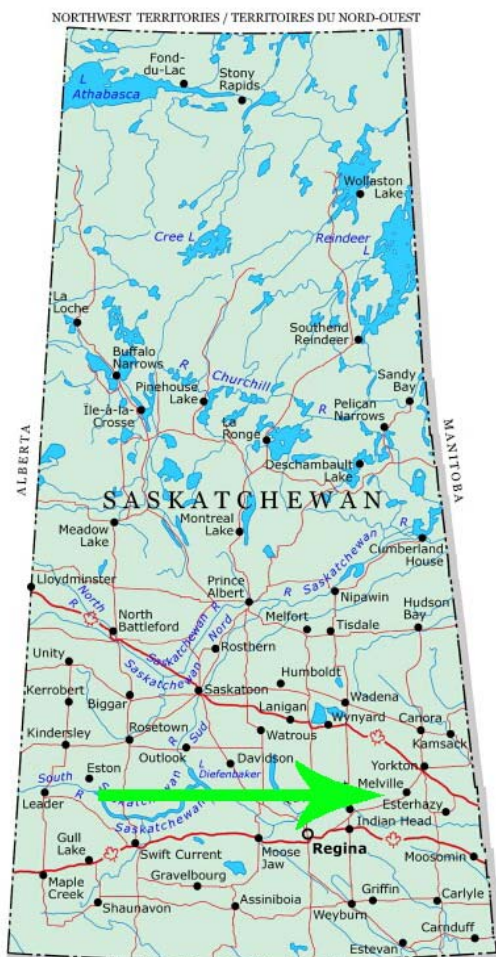 NORTHWEST TERRITORIES / TERRITOIRES DU NORD-OUEST
Fond-
du-Lac
Stony
Rapids
L
Athabasca
Wollaston
Lake
Cree L
Reindeer
L
La
Loche
Southend
Reindeer
Buffalo
Narrows
R
Churchill
Pinehouse
Lake
Sandy
Bay
Île-à-la-
Crosse
R
Pelican
Narrows
La
Ronge
Deschambault
Lake
ALBERTA
MANITOBA
SASKATCHEWAN
Meadow
Lake
Montreal
Lake
R
Saskatchewan
R
Cumberland
House
Lloydminster
North
R
Prince
Albert
Nipawin
North
Battleford
Saskatchewan
R
Nord
Melfort
Tisdale
Hudson
Bay
Unity
Saskatchewan
Rosthern
Kerrobert
Biggar
Saskatoon
Humboldt
Wadena
Lanigan
Wynyard
Canora
Kamsack
Kindersley
Rosetown
R
Sud
Watrous
Outlook
Davidson
Yorkton
Eston
L
Diefenbaker
Melville
South
R
Saskatchewan
Esterhazy
Leader
Saskatchewan
R
Indian Head
Gull
Lake
Swift Current
Moose
Jaw
Regina
Moosomin
Maple
Creek
Gravelbourg
Griffin
Carlyle
Shaunavon
Assiniboia
Weyburn
Carnduff
Estevan